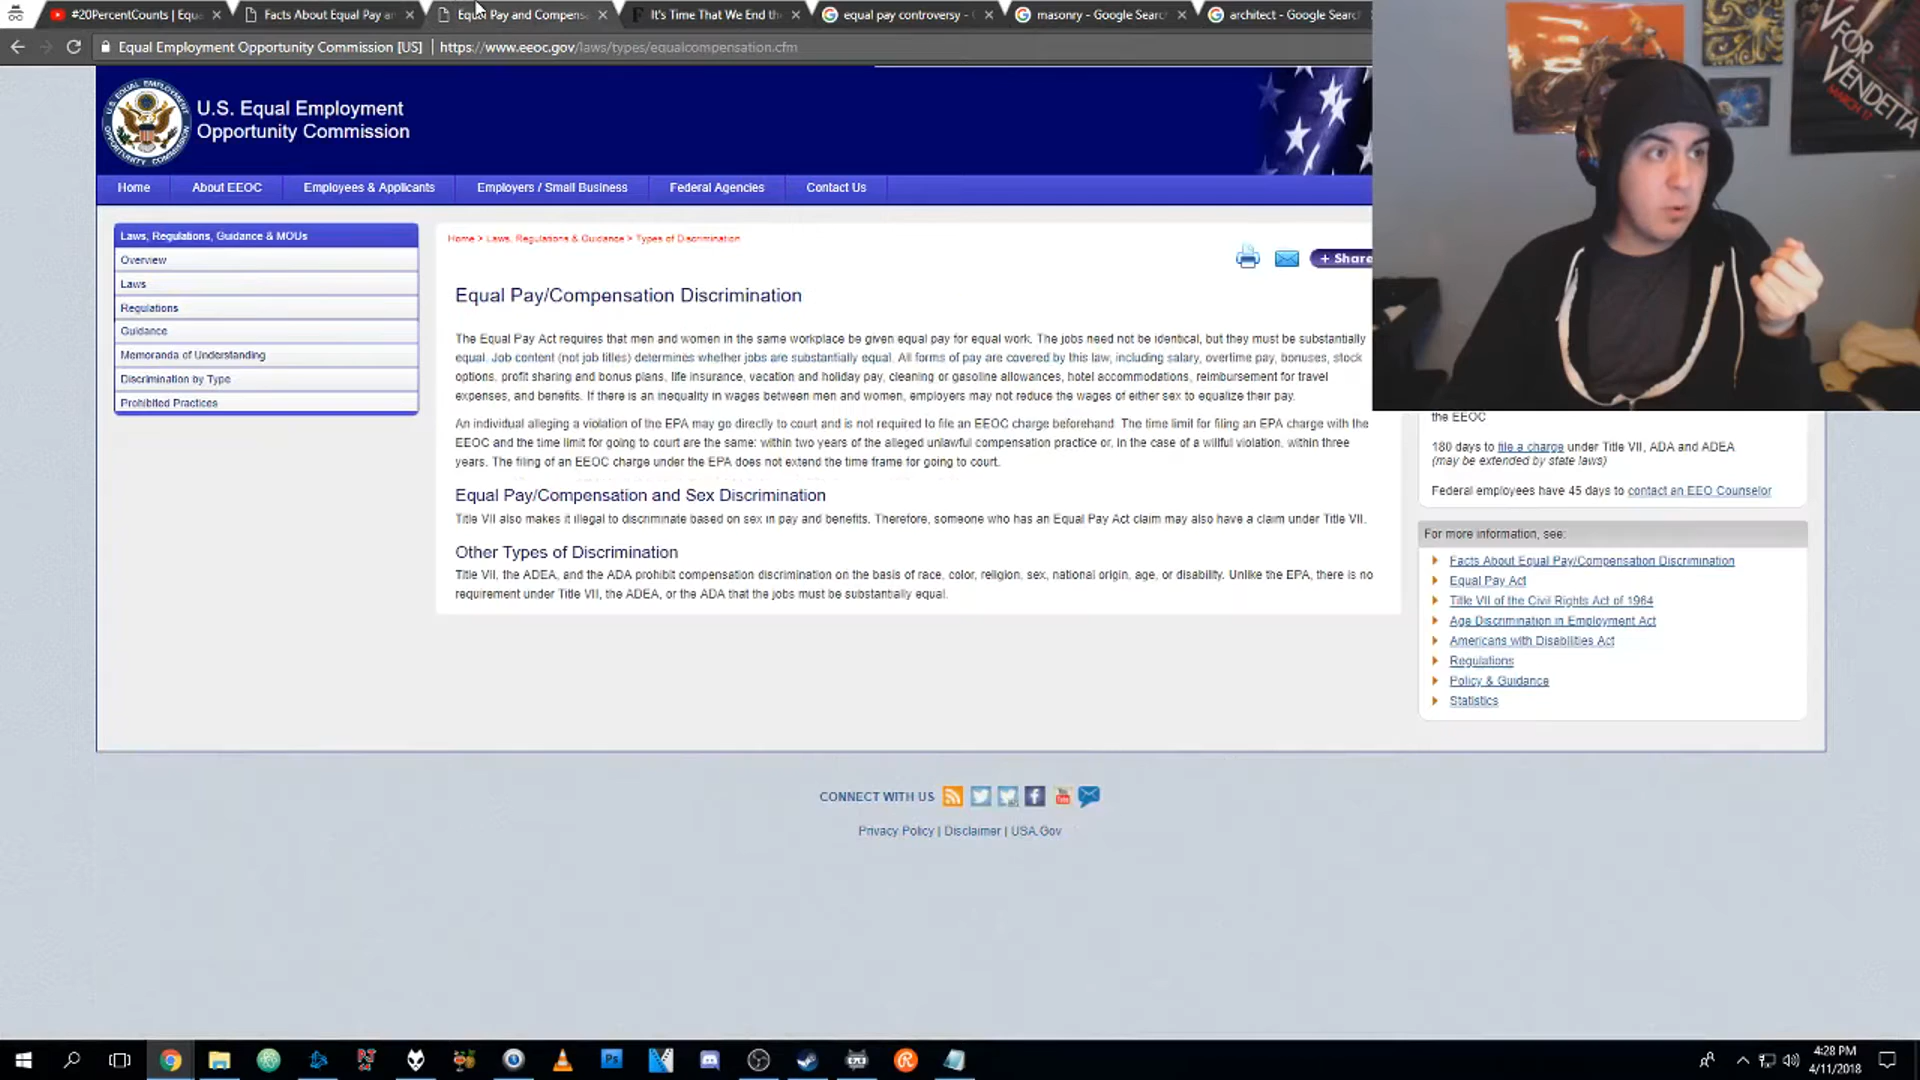 #20PercentCounts | Equa
Facts About Equal Pay an
Equal Pay and Compens
It's Time That We End th
equal pay controversy -
masonry - Google Searc
architect - Google Searc
Equal Employment Opportunity Commission [US] | https://www.eeoc.gov/laws/types/equalcompensation.cfm
V FOR
VENDETTA
MARCH 17
U.S. Equal Employment
Opportunity Commission
Home
About EEOC
Employees & Applicants
Employers / Small Business
Federal Agencies
Contact Us
Laws, Regulations, Guidance & MOUs
Overview
Laws
Regulations
Guidance
Memoranda of Understanding
Discrimination by Type
Prohibited Practices
Home > Laws, Regulations & Guidance > Types of Discrimination
+ Share
Equal Pay/Compensation Discrimination
The Equal Pay Act requires that men and women in the same workplace be given equal pay for equal work. The jobs need not be identical, but they must be substantially
equal. Job content (not job titles) determines whether jobs are substantially equal. All forms of pay are covered by this law, including salary, overtime pay, bonuses, stock
options, profit sharing and bonus plans, life insurance, vacation and holiday pay, cleaning or gasoline allowances, hotel accommodations, reimbursement for travel
expenses, and benefits. If there is an inequality in wages between men and women, employers may not reduce the wages of either sex to equalize their pay.
An individual alleging a violation of the EPA may go directly to court and is not required to file an EEOC charge beforehand. The time limit for filing an EPA charge with the
EEOC and the time limit for going to court are the same: within two years of the alleged unlawful compensation practice or, in the case of a willful violation, within three
years. The filing of an EEOC charge under the EPA does not extend the time frame for going to court.
Equal Pay/Compensation and Sex Discrimination
Title VII also makes it illegal to discriminate based on sex in pay and benefits. Therefore, someone who has an Equal Pay Act claim may also have a claim under Title VII.
Other Types of Discrimination
Title VII, the ADEA, and the ADA prohibit compensation discrimination on the basis of race, color, religion, sex, national origin, age, or disability. Unlike the EPA, there is no
requirement under Title VII, the ADEA, or the ADA that the jobs must be substantially equal.
the EEOC
180 days to file a charge under Title VII, ADA and ADEA
(may be extended by state laws)
Federal employees have 45 days to contact an EEO Counselor
For more information, see:
Facts About Equal Pay/Compensation Discrimination
Equal Pay Act
Title VII of the Civil Rights Act of 1964
Age Discrimination in Employment Act
Americans with Disabilities Act
Regulations
Policy & Guidance
Statistics
CONNECT WITH US
Privacy Policy | Disclaimer | USA.Gov
4:28 PM
4/11/2018